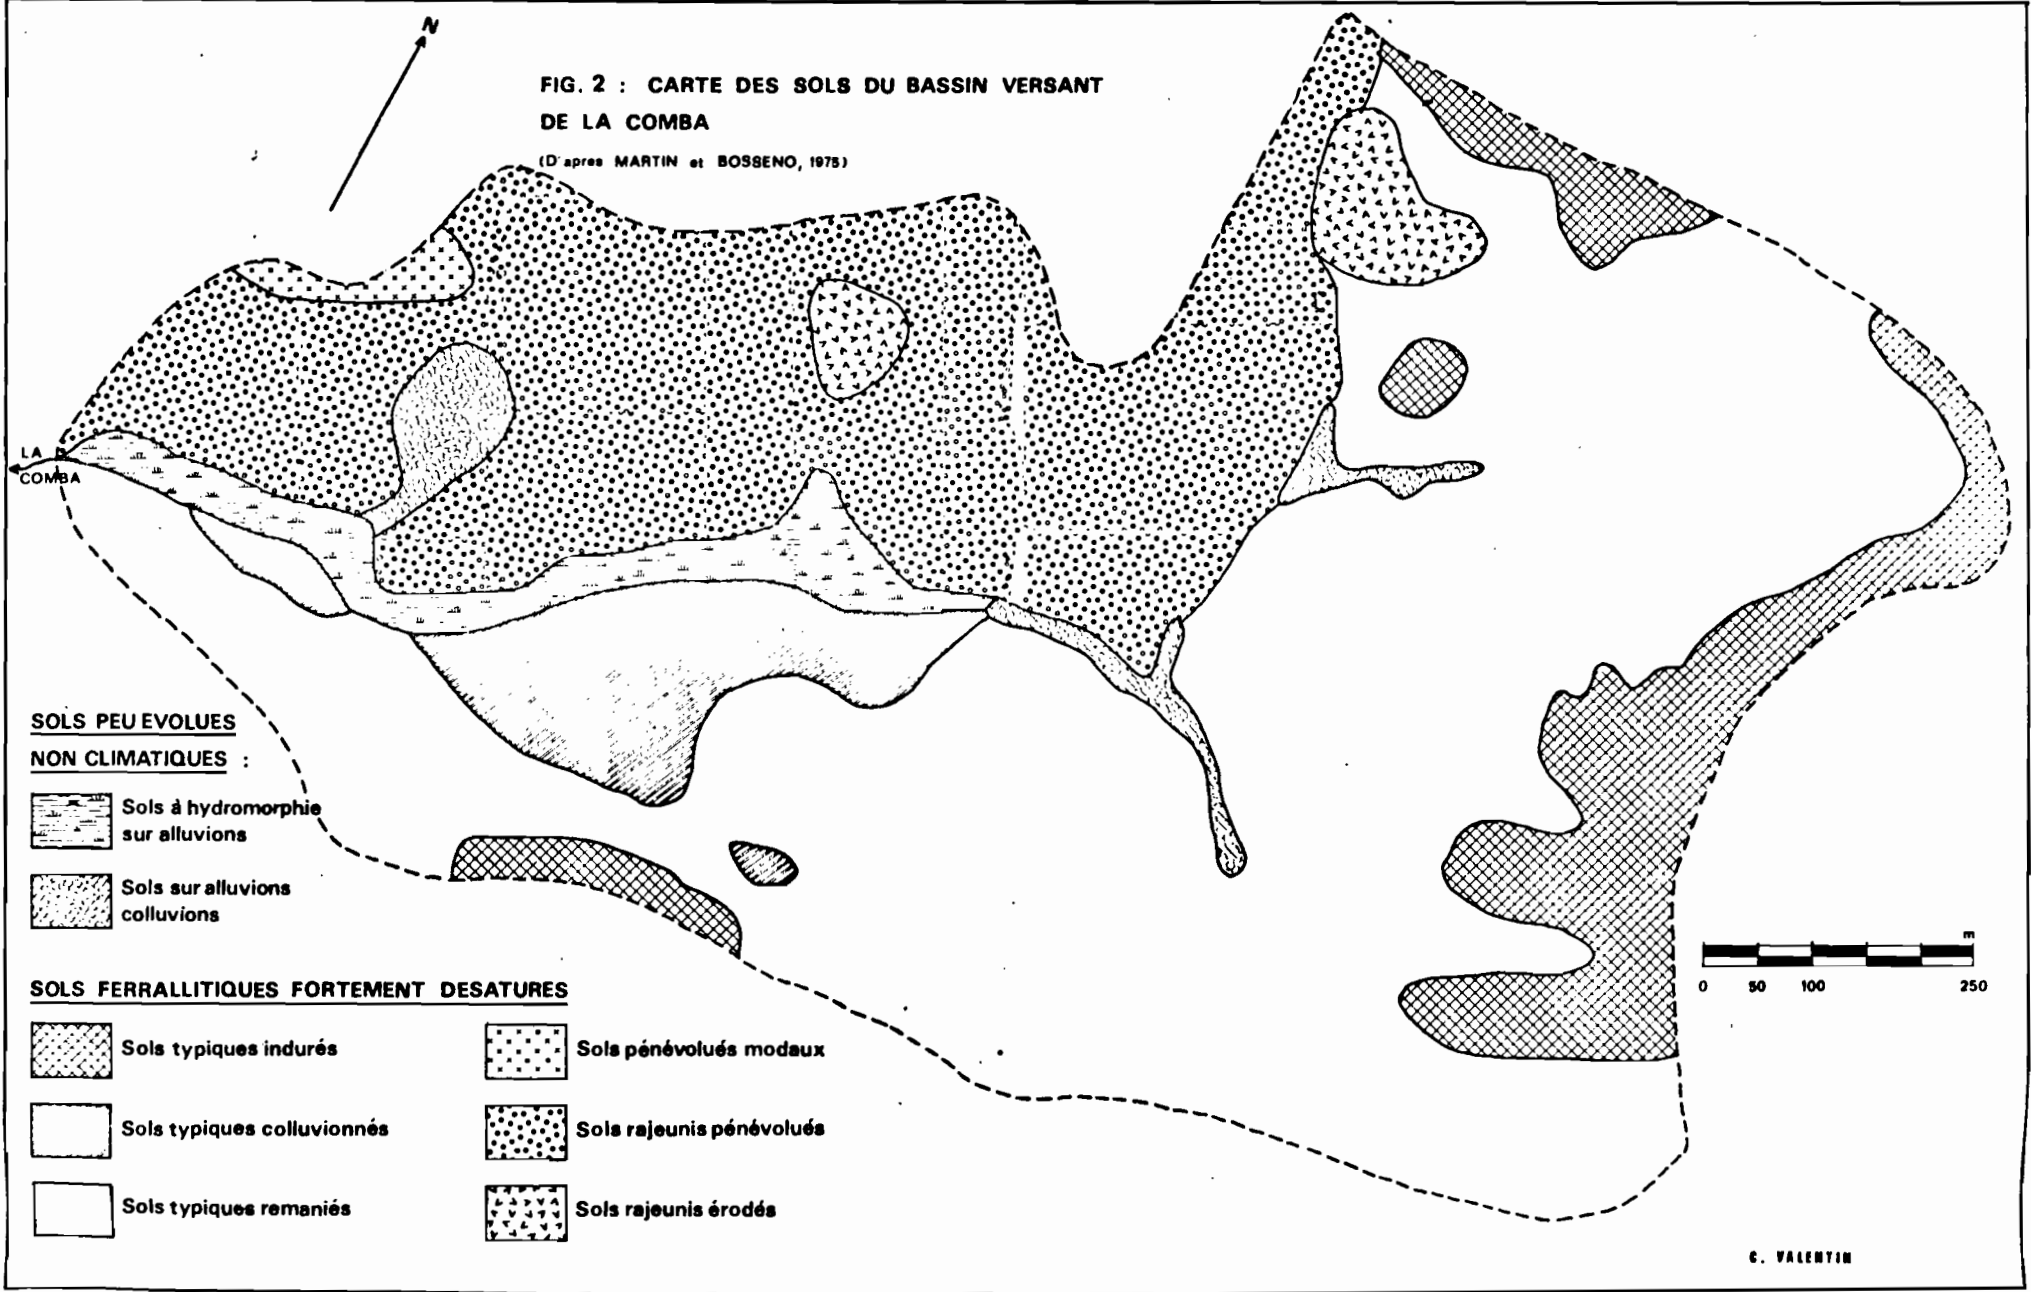 N
FIG. 2 : CARTE DES SOLS DU BASSIN VERSANT
DE LA COMBA
(D'apres MARTIN et BOSSENO, 1975)
LA
COMBA
SOLS PEU EVOLUES
NON CLIMATIQUES :
Sols à hydromorphie
sur alluvions
Sols sur alluvions
colluvions
SOLS FERRALLITIQUES FORTEMENT DESATURES
Sols typiques indurés
Sols typiques colluvionnés
Sols typiques remaniés
Sols pénévolués modaux
Sols rajeunis pénévolués
Sols rajeunis érodés
m
0 50 100 250
C. VALENTIN